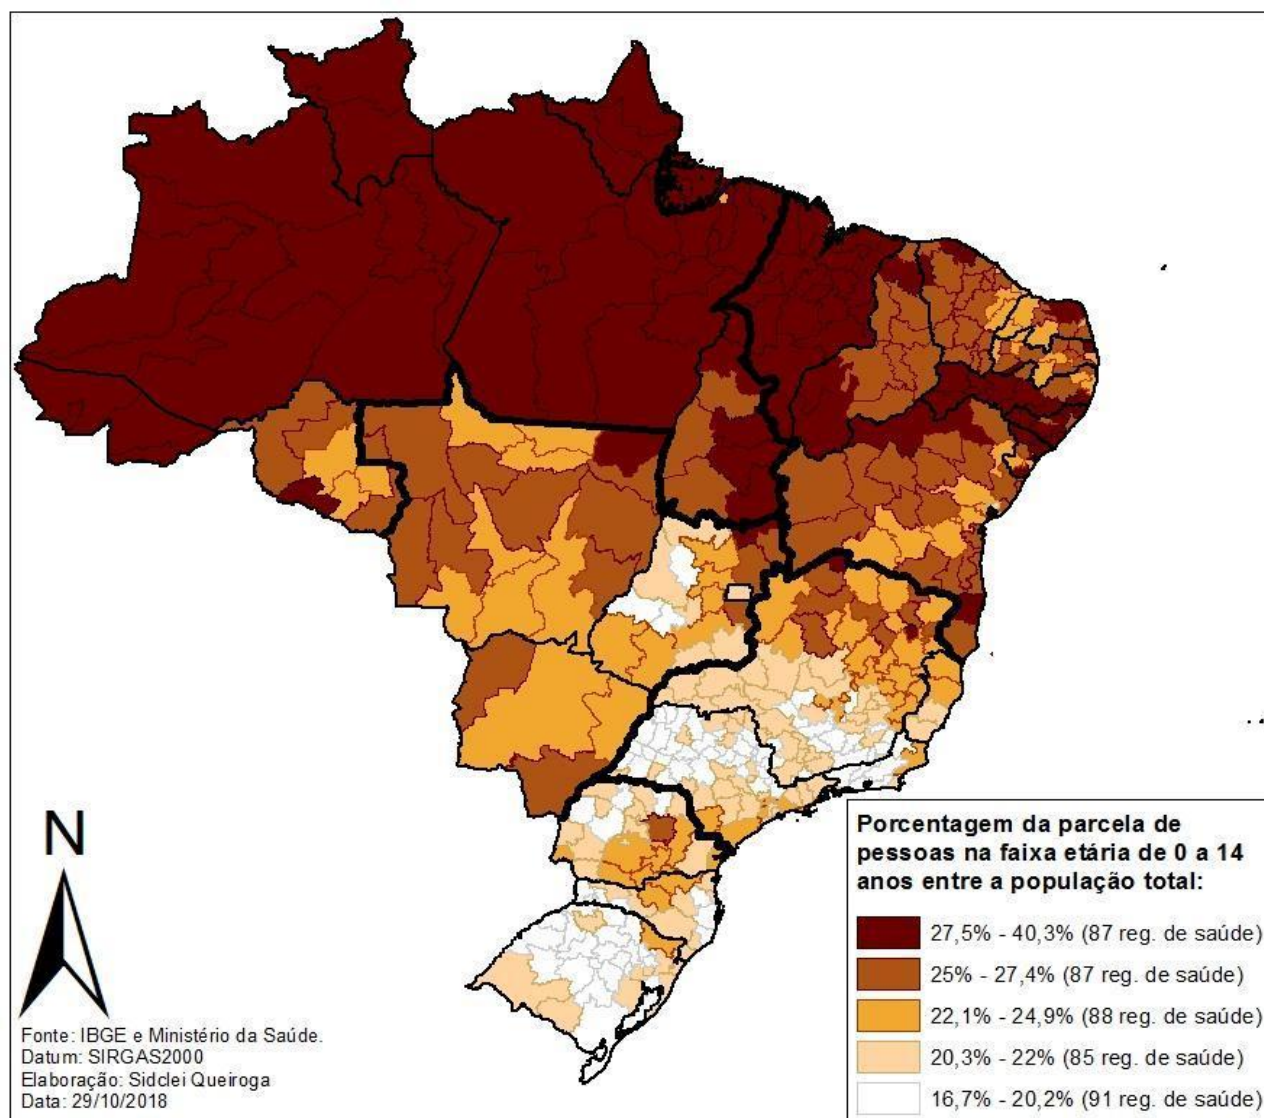 N
Fonte: IBGE e Ministério da Saúde.
Datum: SIRGAS2000
Elaboração: Sidclei Queiroga
Data: 29/10/2018
Porcentagem da parcela de
pessoas na faixa etária de 0 a 14
anos entre a população total:
27,5% - 40,3% (87 reg. de saúde)
25% - 27,4% (87 reg. de saúde)
22,1% - 24,9% (88 reg. de saúde)
20,3% - 22% (85 reg. de saúde)
16,7% - 20,2% (91 reg. de saúde)